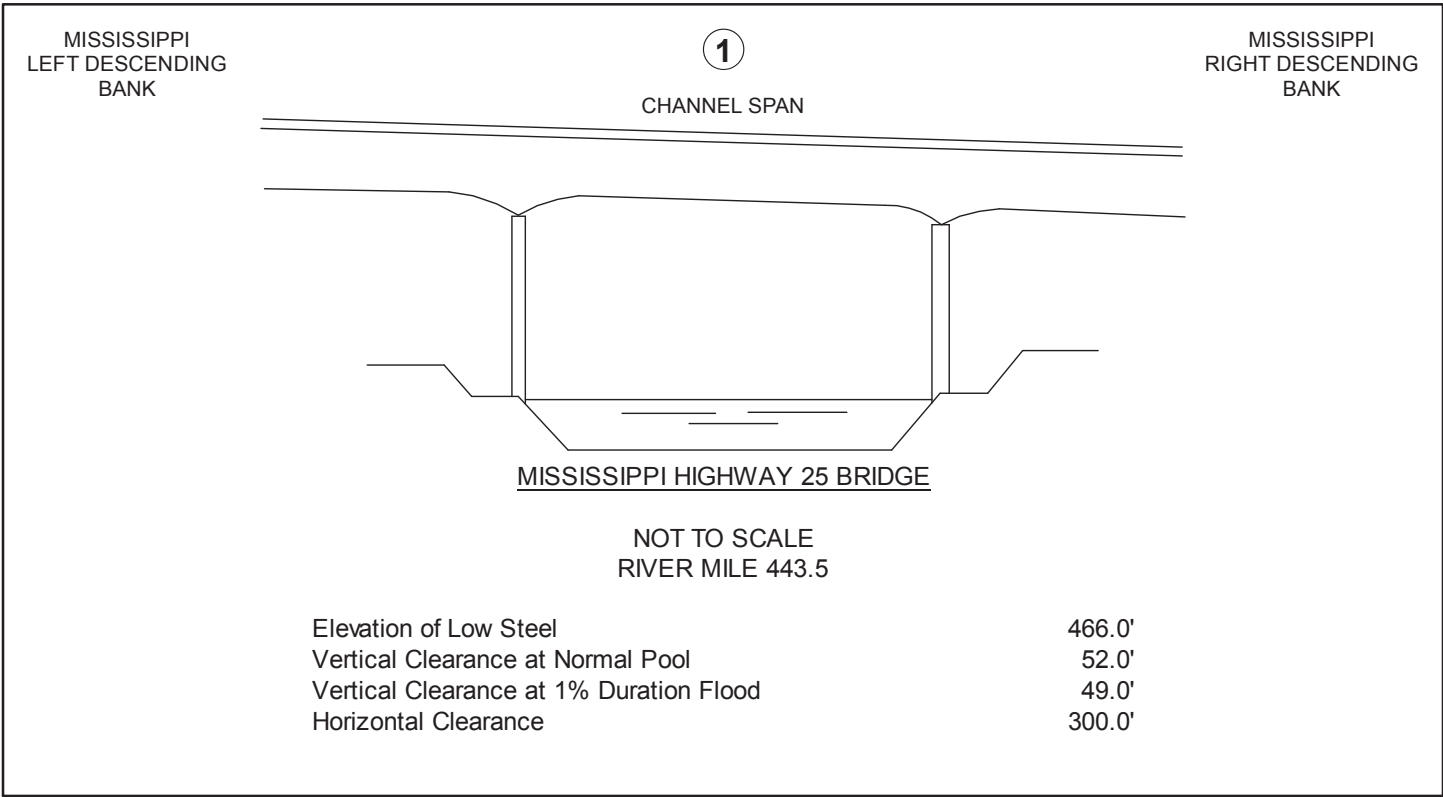 MISSISSIPPI
LEFT DESCENDING
BANK
1
CHANNEL SPAN
MISSISSIPPI
RIGHT DESCENDING
BANK
MISSISSIPPI HIGHWAY 25 BRIDGE
NOT TO SCALE
RIVER MILE 443.5
Elevation of Low Steel 466.0'
Vertical Clearance at Normal Pool 52.0'
Vertical Clearance at 1% Duration Flood 49.0'
Horizontal Clearance 300.0'